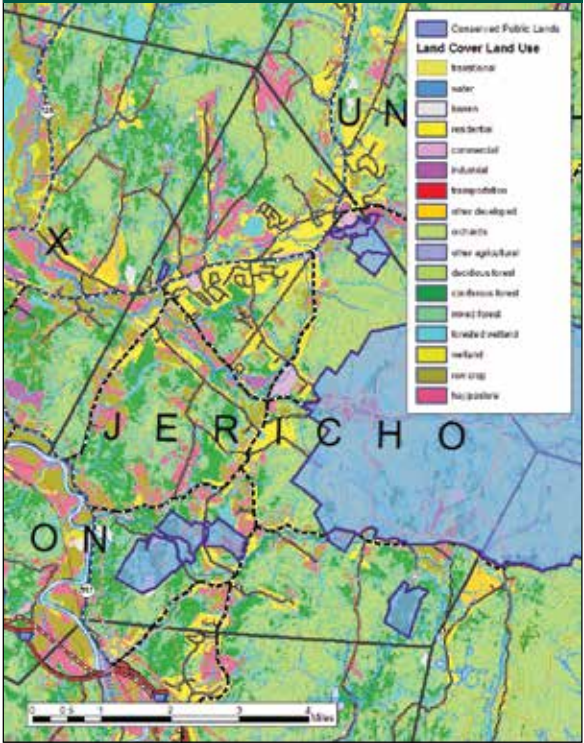 Conserved Public Lands
Land Cover Land Use
transitional
water
barren
residential
commercial
industrial
transportation
other developed
orchards
other agricultural
deciduous forest
coniferous forest
mixed forest
forested wetland
wetland
row crop
hay/pasture
U N
X
J E R I C H O
O N
0 0.5 1 2 3 4
Miles